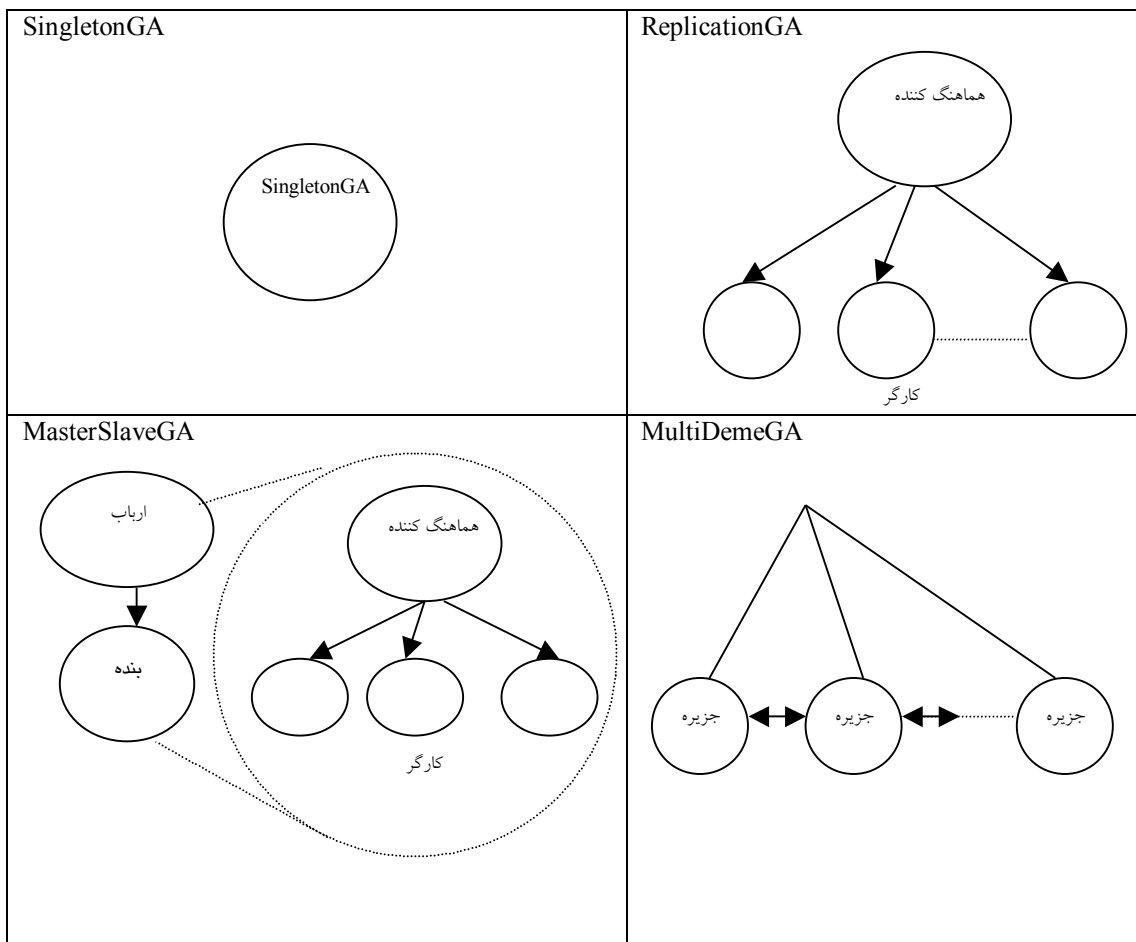 SingletonGA
SingletonGA
ReplicationGA
هماهنگ کننده
کارگر
MasterSlaveGA
ارباب
بنده
هماهنگ کننده
کارگر
MultiDemeGA
جزیره
جزیره
جزیره